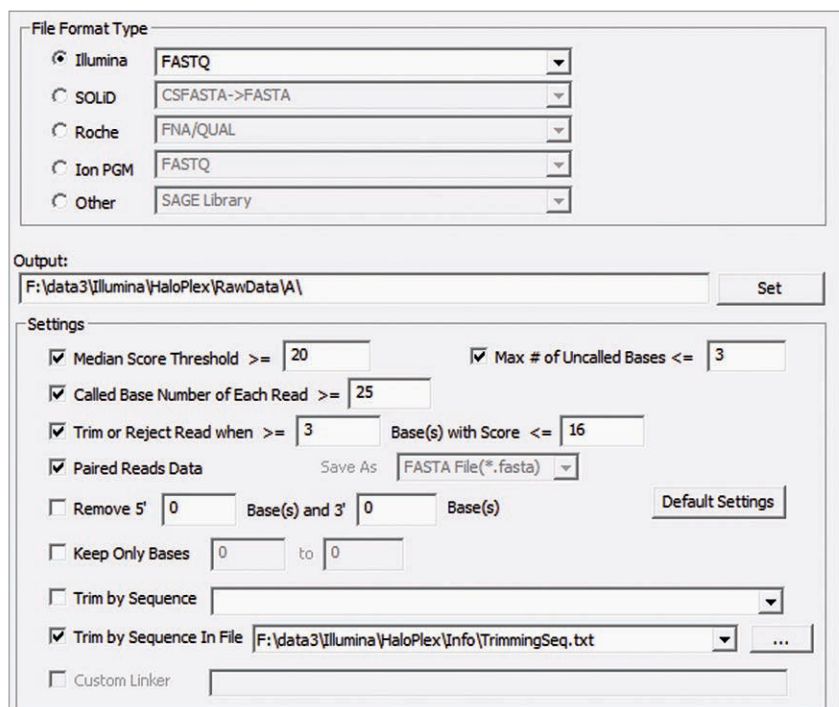 File Format Type
Illumina FASTQ
SOLiD CSFASTA->FASTA
Roche FNA/QUAL
Ion PGM FASTQ
Other SAGE Library
Output:
F:\data3\Illumina\HaloPlex\RawData\A\ Set
Settings
Median Score Threshold >= 20 Max # of Uncalled Bases <= 3
Called Base Number of Each Read >= 25
Trim or Reject Read when >= 3 Base(s) with Score <= 16
Paired Reads Data Save As FASTA File(*.fasta)
Remove 5' 0 Base(s) and 3' 0 Base(s) Default Settings
Keep Only Bases 0 to 0
Trim by Sequence
Trim by Sequence In File F:\data3\Illumina\HaloPlex\Info\TrimmingSeq.txt ...
Custom Linker